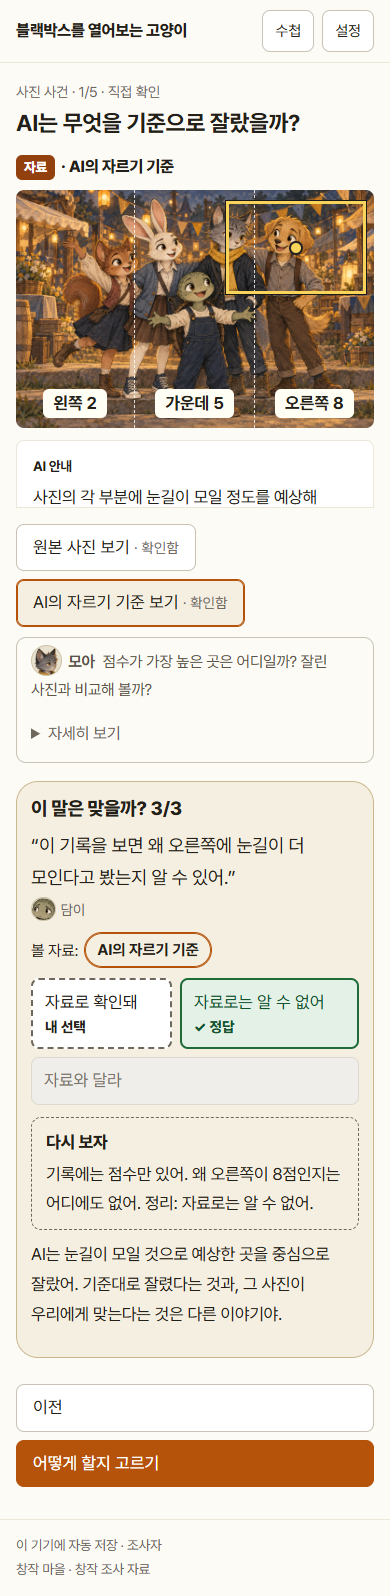 블랙박스를 열어보는 고양이
수첩
설정
사진 사건 · 1/5 · 직접 확인
AI는 무엇을 기준으로 잘랐을까?
자료 · AI의 자르기 기준
왼쪽 2
가운데 5
오른쪽 8
AI 안내
사진의 각 부분에 눈길이 모일 정도를 예상해
원본 사진 보기 · 확인함
AI의 자르기 기준 보기 · 확인함
모아 점수가 가장 높은 곳은 어디일까? 잘린
사진과 비교해 볼까?
▶ 자세히 보기
이 말은 맞을까? 3/3
“이 기록을 보면 왜 오른쪽에 눈길이 더
모인다고 봤는지 알 수 있어.”
담이
볼 자료: AI의 자르기 기준
자료로 확인돼
내 선택
자료로는 알 수 없어
✓ 정답
자료와 달라
다시 보자
기록에는 점수만 있어. 왜 오른쪽이 8점인지는
어디에도 없어. 정리: 자료로는 알 수 없어.
AI는 눈길이 모일 것으로 예상한 곳을 중심으로
잘랐어. 기준대로 잘렸다는 것과, 그 사진이
우리에게 맞는다는 것은 다른 이야기야.
이전
어떻게 할지 고르기
이 기기에 자동 저장 · 조사자
창작 마을 · 창작 조사 자료